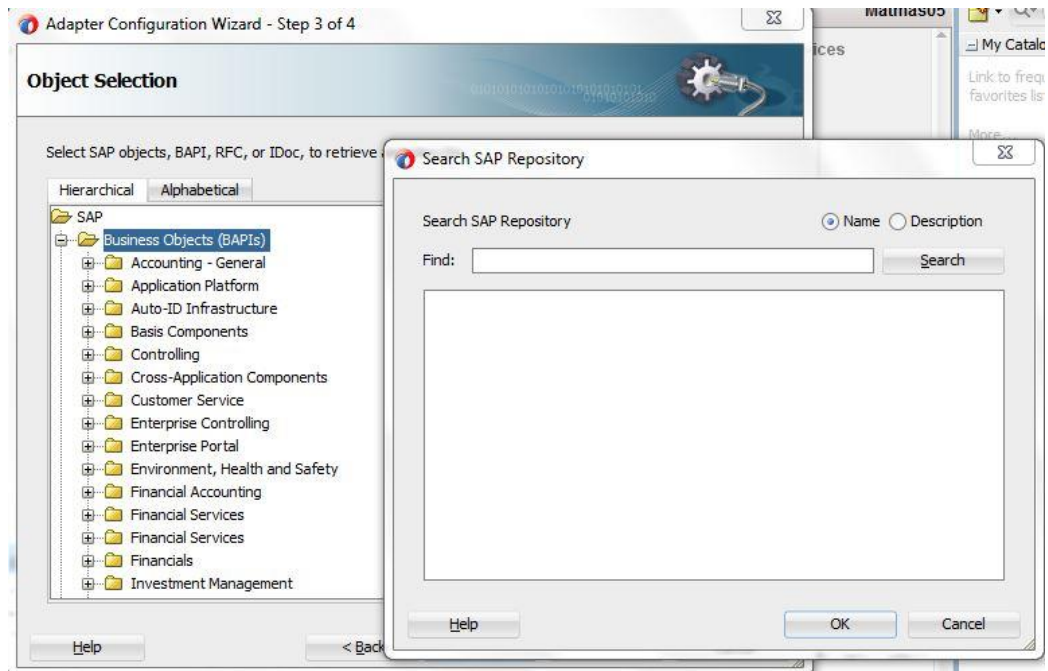 Adapter Configuration Wizard - Step 3 of 4
Object Selection
Select SAP objects, BAPI, RFC, or IDoc, to retrieve
Hierarchical
Alphabetical
SAP
Business Objects (BAPIs)
Accounting - General
Application Platform
Auto-ID Infrastructure
Basis Components
Controlling
Cross-Application Components
Customer Service
Enterprise Controlling
Enterprise Portal
Environment, Health and Safety
Financial Accounting
Financial Services
Financial Services
Financials
Investment Management
Help
< Back
Search SAP Repository
Search SAP Repository
Name
Description
Find:
Search
Help
OK
Cancel
My Catalo
Link to frequ
favorites lis
More...